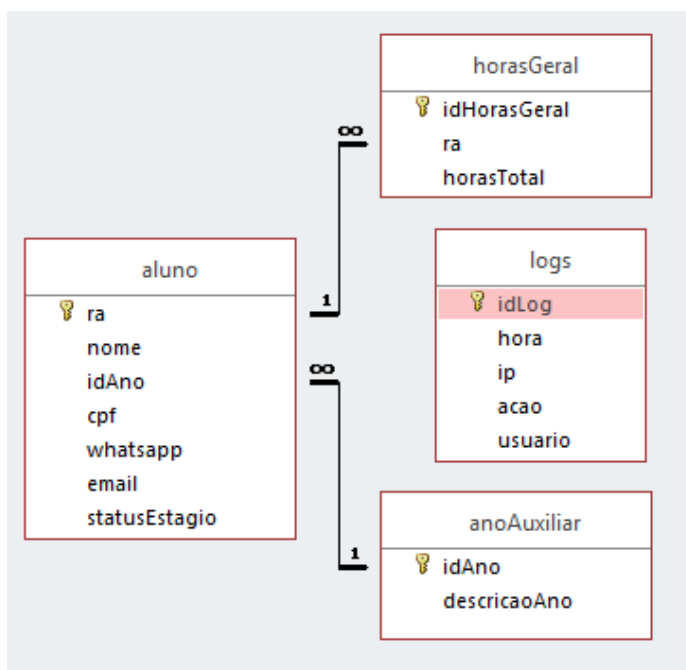 horasGeral
idHorasGeral
ra
horasTotal
∞
1
aluno
ra
nome
idAno
cpf
whatsapp
email
statusEstagio
∞
1
logs
idLog
hora
ip
acao
usuario
anoAuxiliar
idAno
descricaoAno